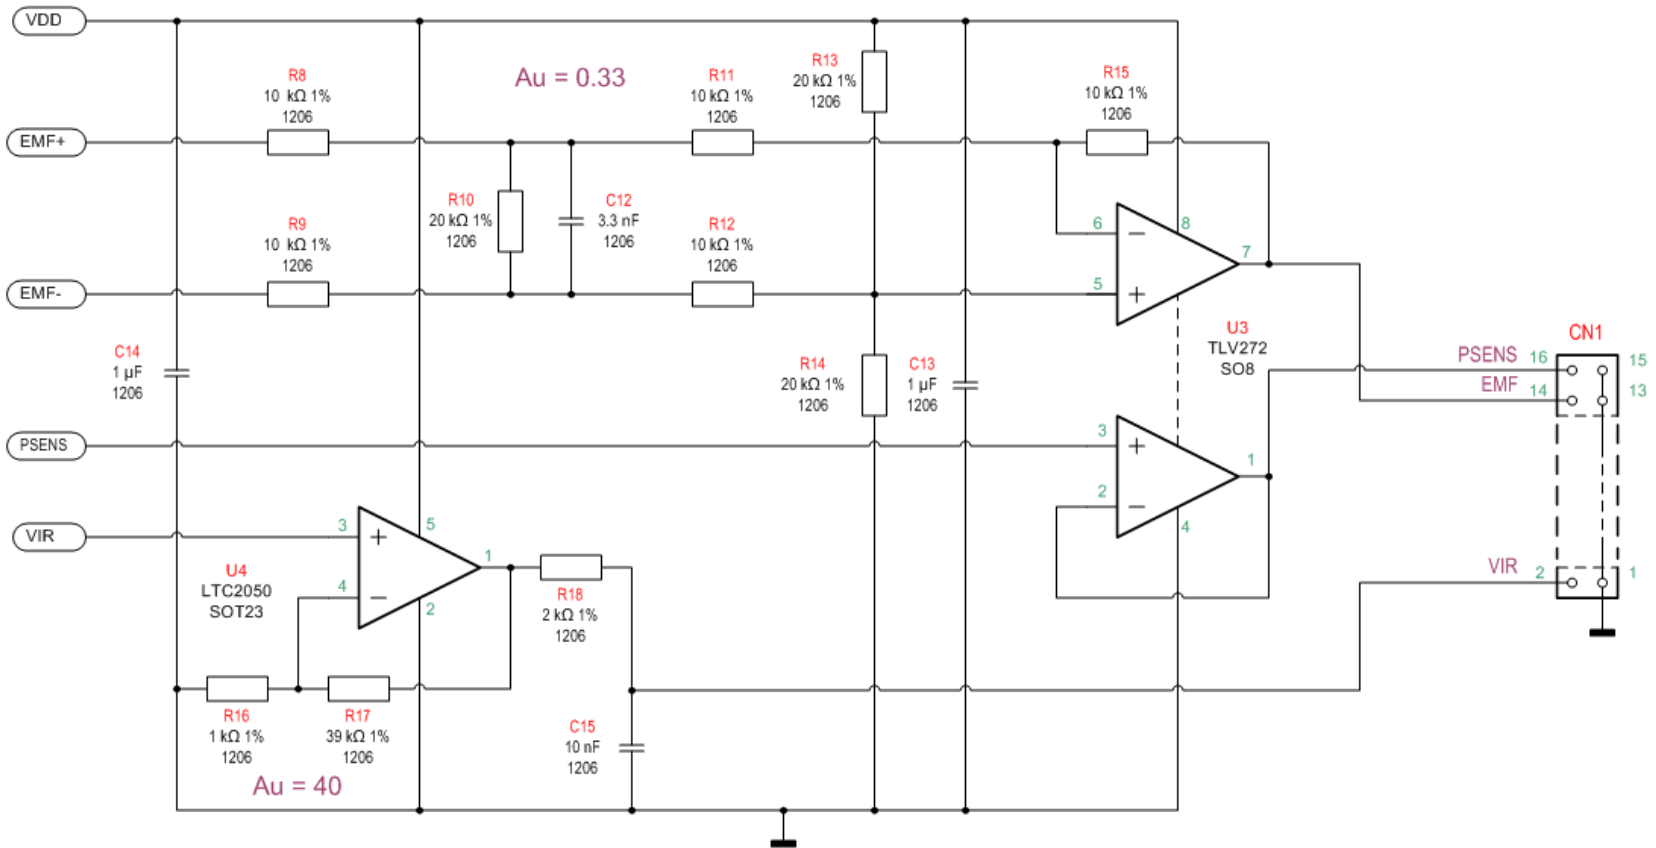 VDD
R8
10 kΩ 1%
1206
Au = 0.33
R11
10 kΩ 1%
1206
R13
20 kΩ 1%
1206
R15
10 kΩ 1%
1206
EMF+
R10
20 kΩ 1%
1206
C12
3.3 nF
1206
R9
10 kΩ 1%
1206
R12
10 kΩ 1%
1206
6
8
7
5
EMF-
U3
TLV272
SO8
CN1
C14
1 µF
1206
R14
20 kΩ 1%
1206
C13
1 µF
1206
PSENS 16
15
EMF 14
13
PSENS
3
1
2
4
VIR
3
5
1
4
2
U4
LTC2050
SOT23
R18
2 kΩ 1%
1206
VIR 2
1
R16
1 kΩ 1%
1206
R17
39 kΩ 1%
1206
C15
10 nF
1206
Au = 40